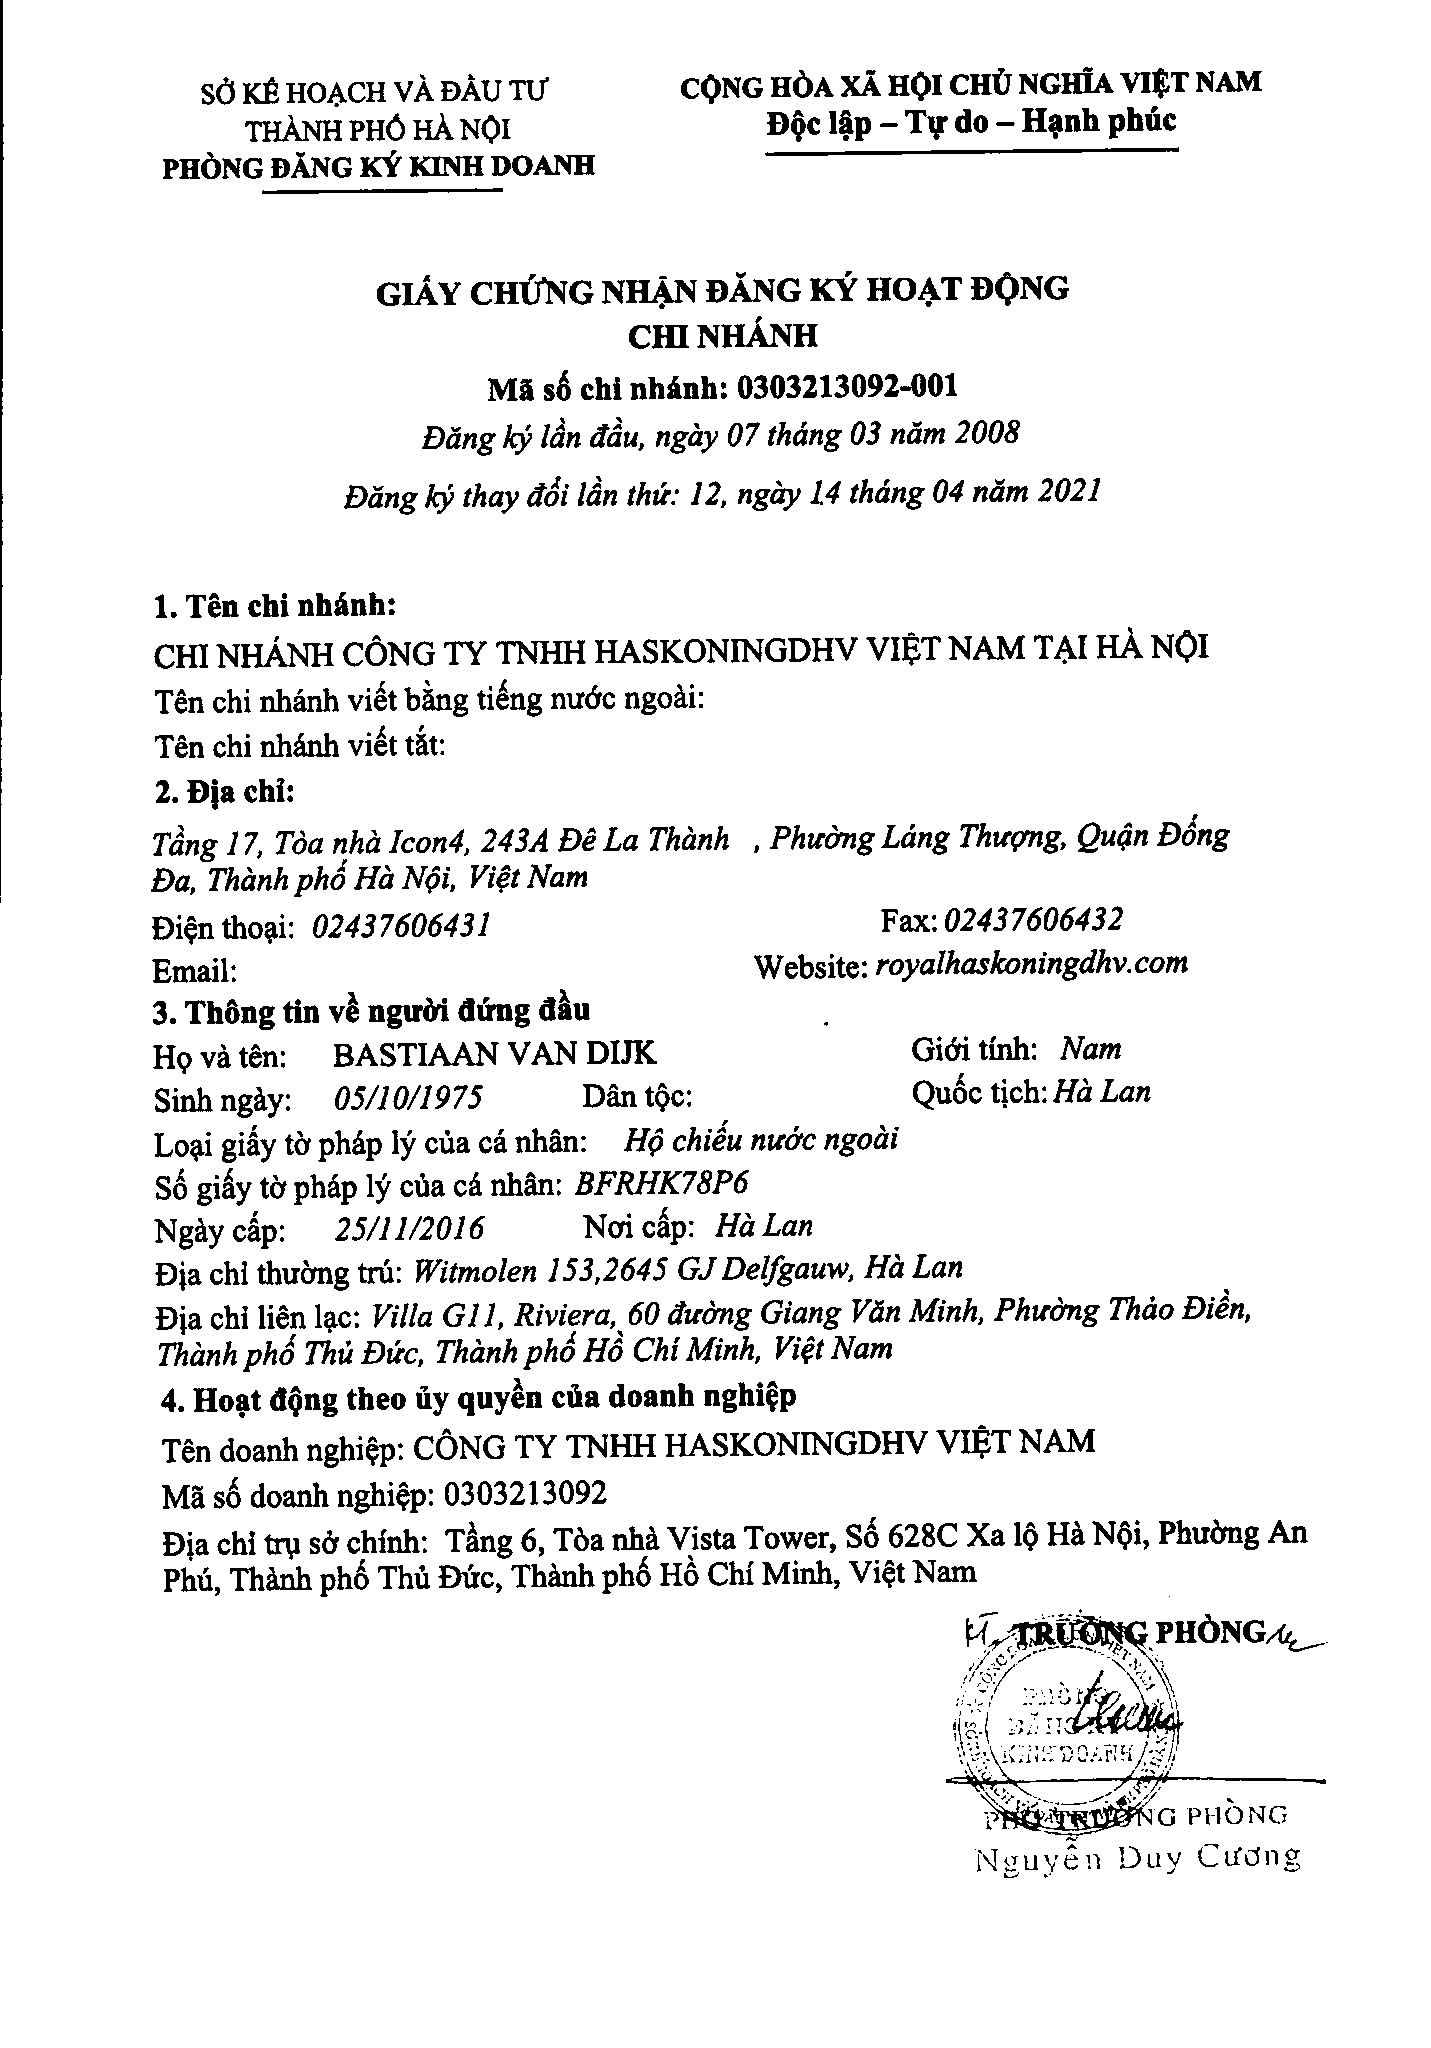 SỞ KẾ HOẠCH VÀ ĐẦU TƯ
THÀNH PHỐ HÀ NỘI
PHÒNG ĐĂNG KÝ KINH DOANH
CỘNG HÒA XÃ HỘI CHỦ NGHĨA VIỆT NAM
Độc lập – Tự do – Hạnh phúc
GIẤY CHỨNG NHẬN ĐĂNG KÝ HOẠT ĐỘNG
CHI NHÁNH
Mã số chi nhánh: 0303213092-001
Đăng ký lần đầu, ngày 07 tháng 03 năm 2008
Đăng ký thay đổi lần thứ: 12, ngày 14 tháng 04 năm 2021
1. Tên chi nhánh:
CHI NHÁNH CÔNG TY TNHH HASKONINGDHV VIỆT NAM TẠI HÀ NỘI
Tên chi nhánh viết bằng tiếng nước ngoài:
Tên chi nhánh viết tắt:
2. Địa chỉ:
Tầng 17, Tòa nhà Icon4, 243A Đê La Thành , Phường Láng Thượng, Quận Đống
Đa, Thành phố Hà Nội, Việt Nam
Điện thoại: 02437606431 Fax: 02437606432
Email: Website: royalhaskoningdhv.com
3. Thông tin về người đứng đầu
Họ và tên: BASTIAAN VAN DIJK Giới tính: Nam
Sinh ngày: 05/10/1975 Dân tộc: Quốc tịch: Hà Lan
Loại giấy tờ pháp lý của cá nhân: Hộ chiếu nước ngoài
Số giấy tờ pháp lý của cá nhân: BFRHK78P6
Ngày cấp: 25/11/2016 Nơi cấp: Hà Lan
Địa chỉ thường trú: Witmolen 153,2645 GJ Delfgauw, Hà Lan
Địa chỉ liên lạc: Villa G11, Riviera, 60 đường Giang Văn Minh, Phường Thảo Điền,
Thành phố Thủ Đức, Thành phố Hồ Chí Minh, Việt Nam
4. Hoạt động theo ủy quyền của doanh nghiệp
Tên doanh nghiệp: CÔNG TY TNHH HASKONINGDHV VIỆT NAM
Mã số doanh nghiệp: 0303213092
Địa chỉ trụ sở chính: Tầng 6, Tòa nhà Vista Tower, Số 628C Xa lộ Hà Nội, Phường An
Phú, Thành phố Thủ Đức, Thành phố Hồ Chí Minh, Việt Nam
KT. TRƯỞNG PHÒNG
PHÒNG
ĐĂNG KÝ
KINH DOANH
PHÓ TRƯỞNG PHÒNG
Nguyễn Duy Cương